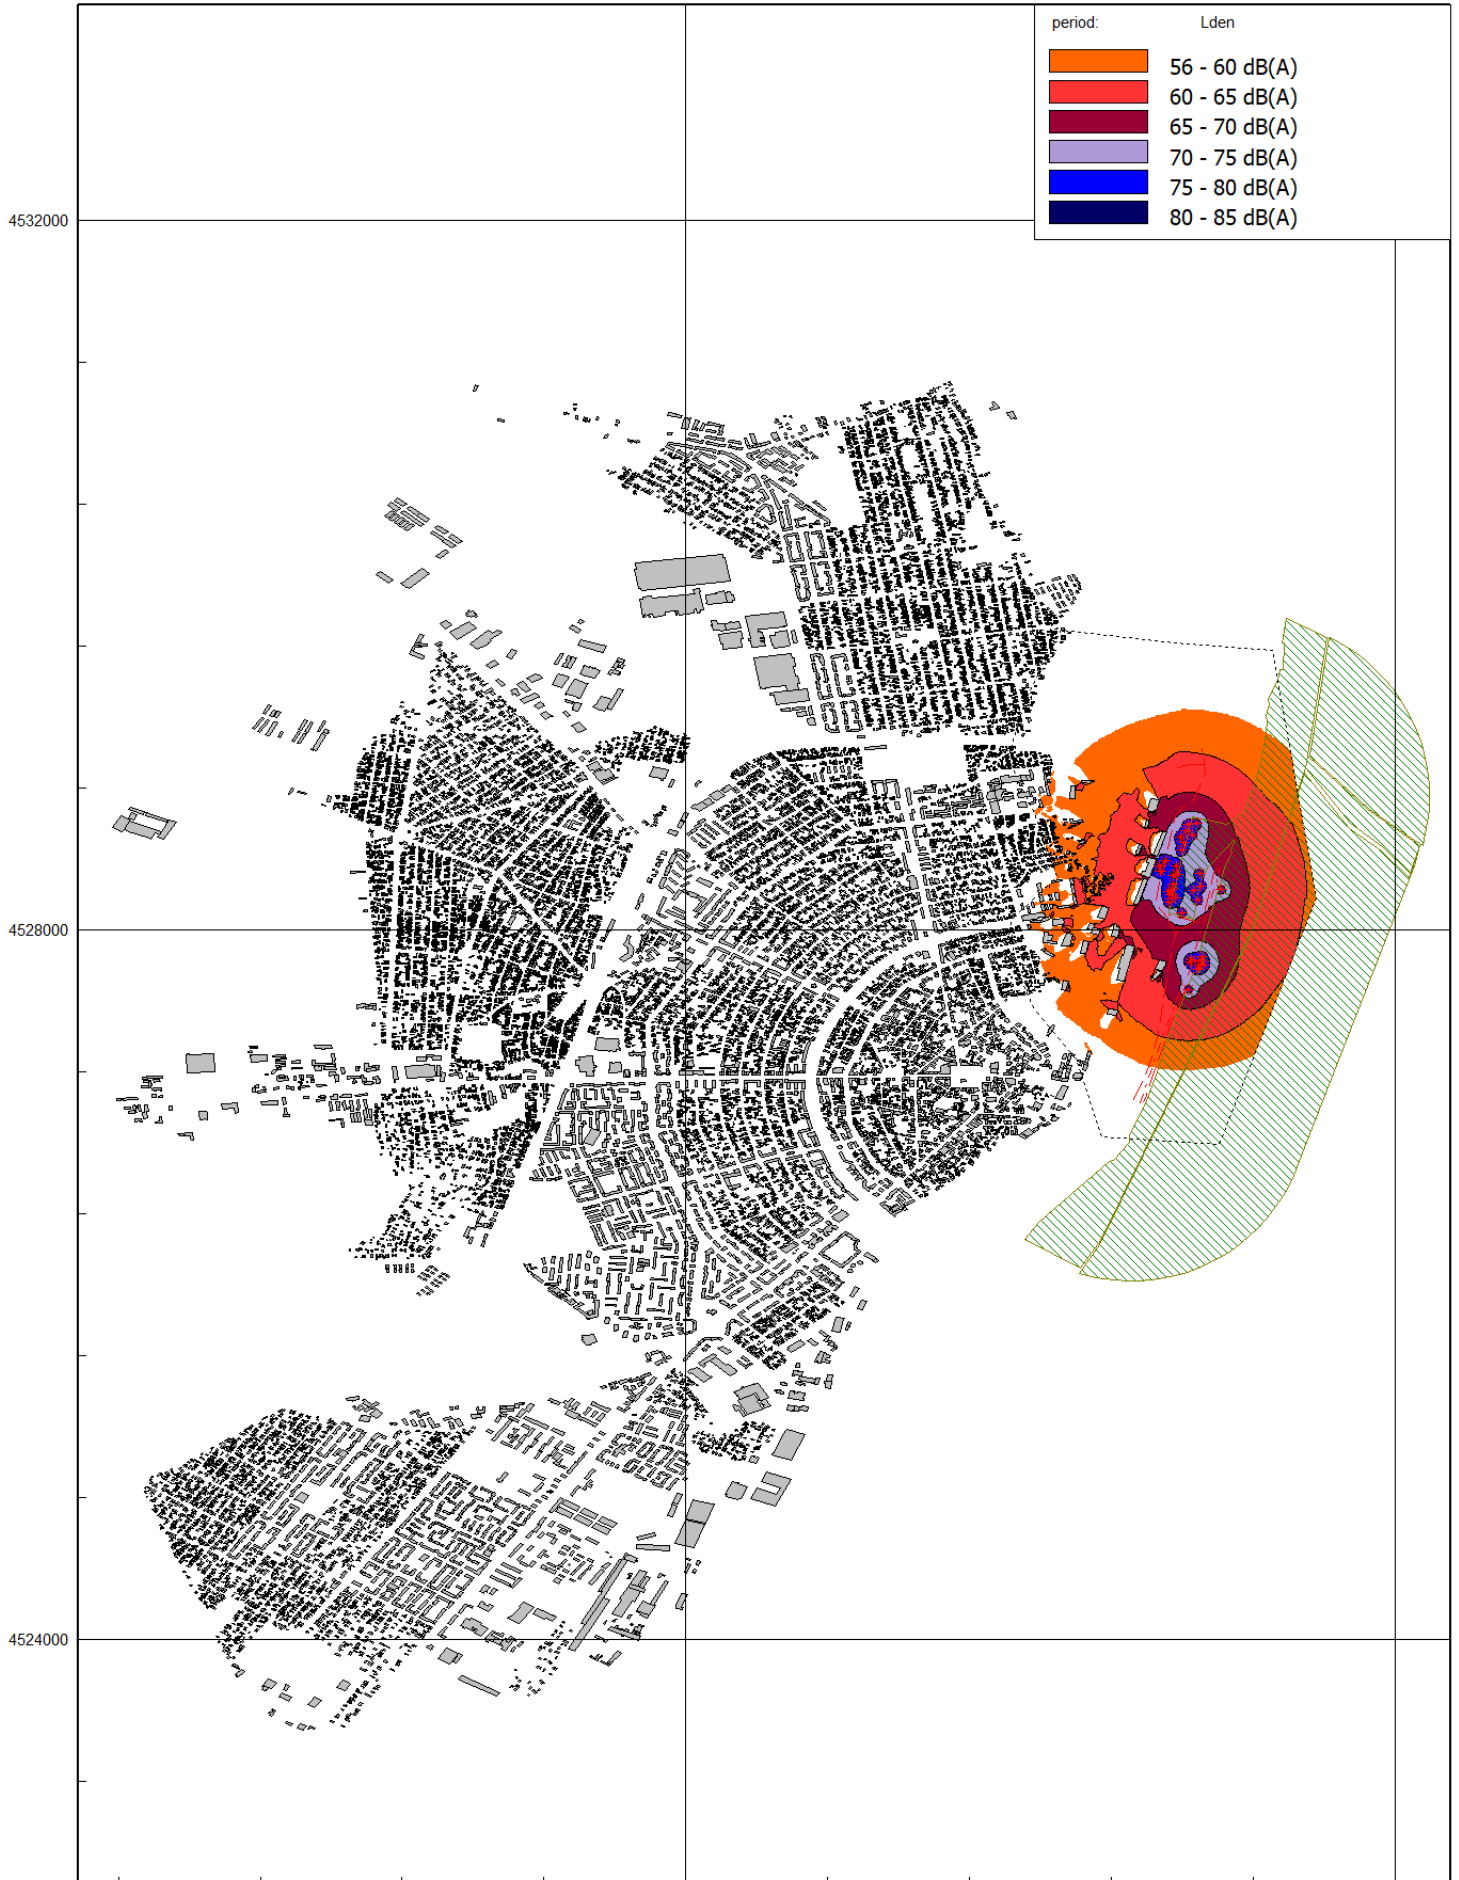 period: Lden
56 - 60 dB(A)
60 - 65 dB(A)
65 - 70 dB(A)
70 - 75 dB(A)
75 - 80 dB(A)
80 - 85 dB(A)
4532000
4528000
4524000